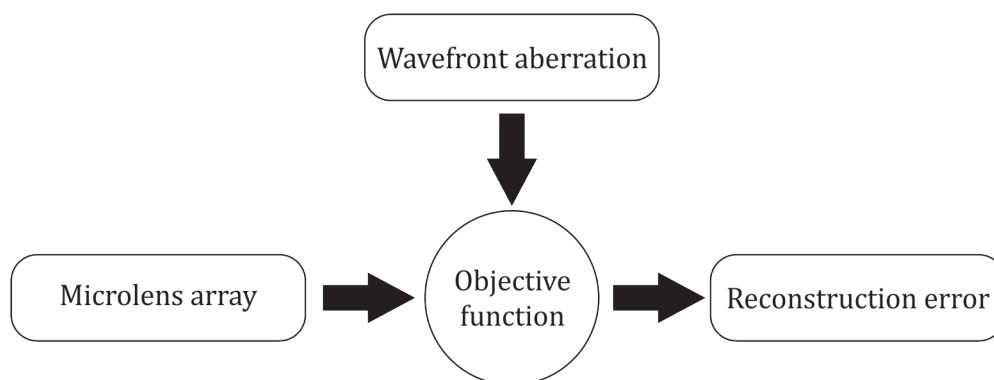 Wavefront aberration
Microlens array
Objective
function
Reconstruction error